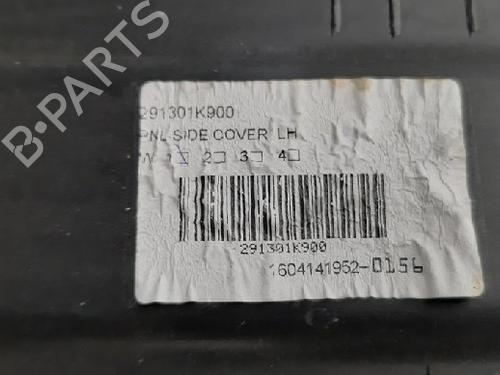 291301K900
PNL SIDE COVER LH
1 2 3 4
291301K900
1604141952-0156
B-PARTS